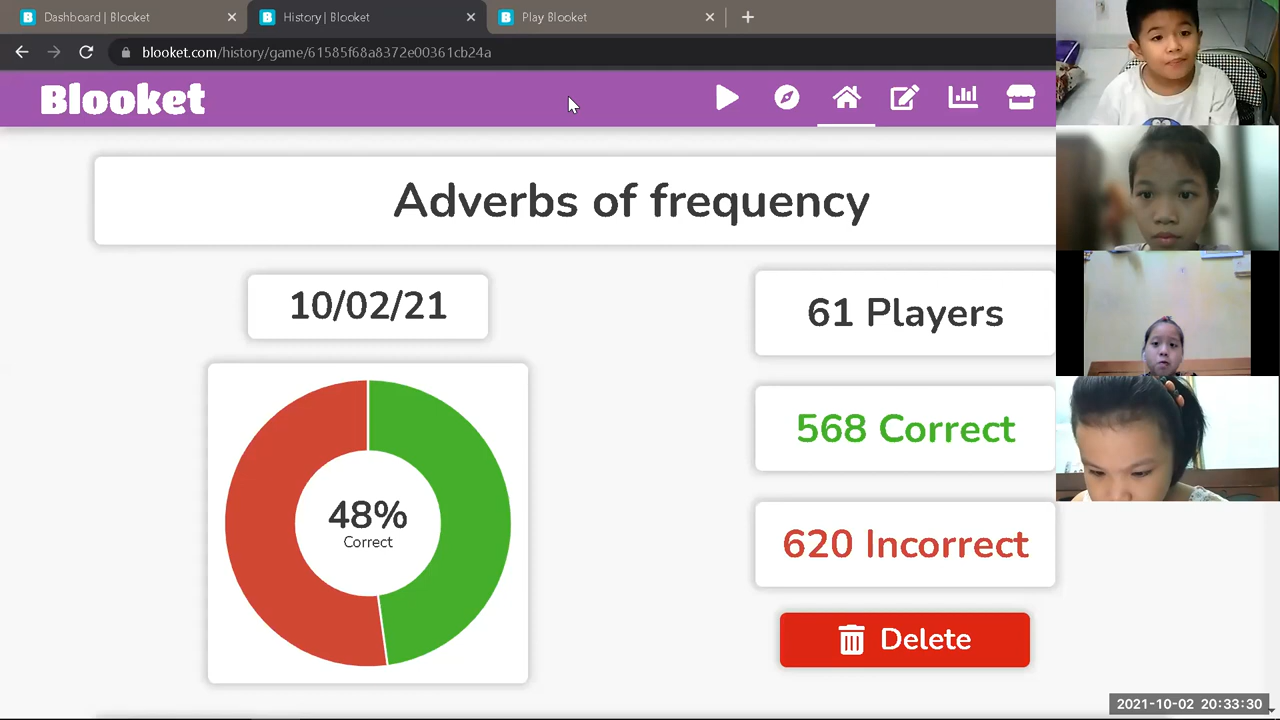 Dashboard | Blooket
History | Blooket
Play Blooket
blooket.com/history/game/61585f68a8372e00361cb24a
Blooket
Adverbs of frequency
10/02/21
61 Players
568 Correct
48%
Correct
620 Incorrect
Delete
2021-10-02 20:33:30